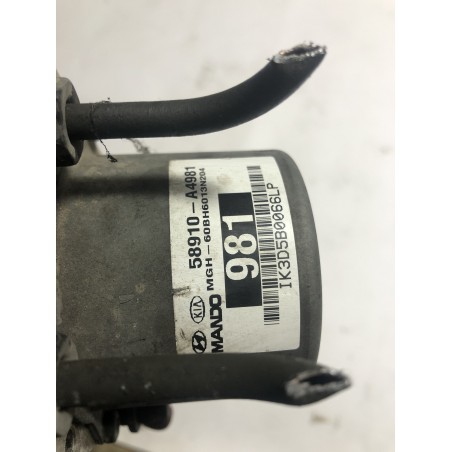 KIA
58910-A4981
MGH-60BH6013N204
MANDO
981
IK3D5B0066LP